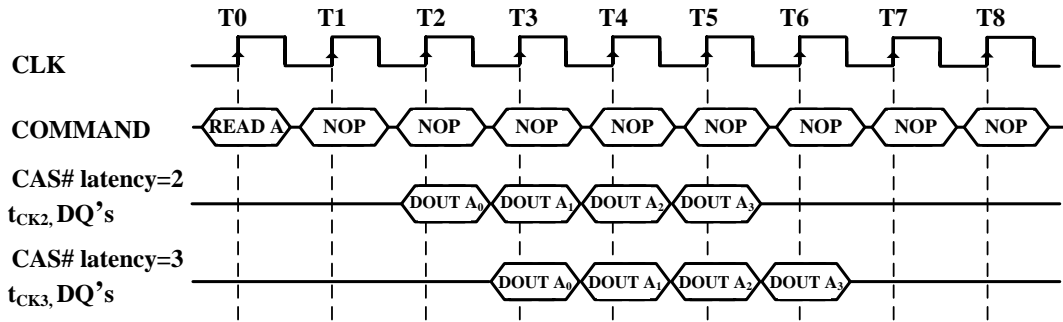 T0 T1 T2 T3 T4 T5 T6 T7 T8
CLK
COMMAND READ A NOP NOP NOP NOP NOP NOP NOP NOP
CAS# latency=2
tCK2, DQ's DOUT A0 DOUT A1 DOUT A2 DOUT A3
CAS# latency=3
tCK3, DQ's DOUT A0 DOUT A1 DOUT A2 DOUT A3